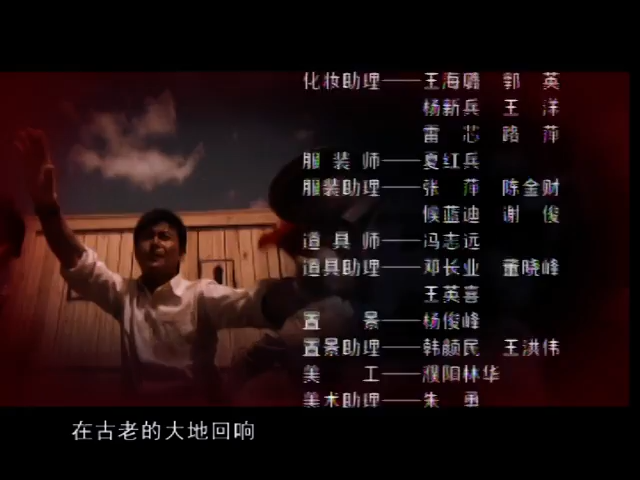 化妆助理——王海璐 郭 英
杨新兵 王 洋
雷 芯 路 萍
服 装 师——夏红兵
服装助理——张 萍 陈金财
候蓝迪 谢 俊
道 具 师——冯志远
道具助理——邓长业 董晓峰
王英喜
置 景——杨俊峰
置景助理——韩颜民 王洪伟
美 工——濮阳林华
美术助理——朱 勇
在古老的大地回响